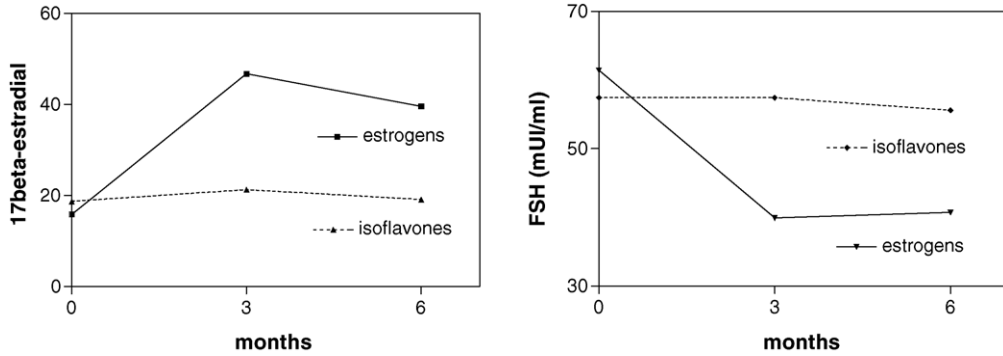 60
40
20
0
17beta-estradial
estrogens
isoflavones
0 3 6
months
70
50
30
FSH (mUI/ml)
isoflavones
estrogens
0 3 6
months